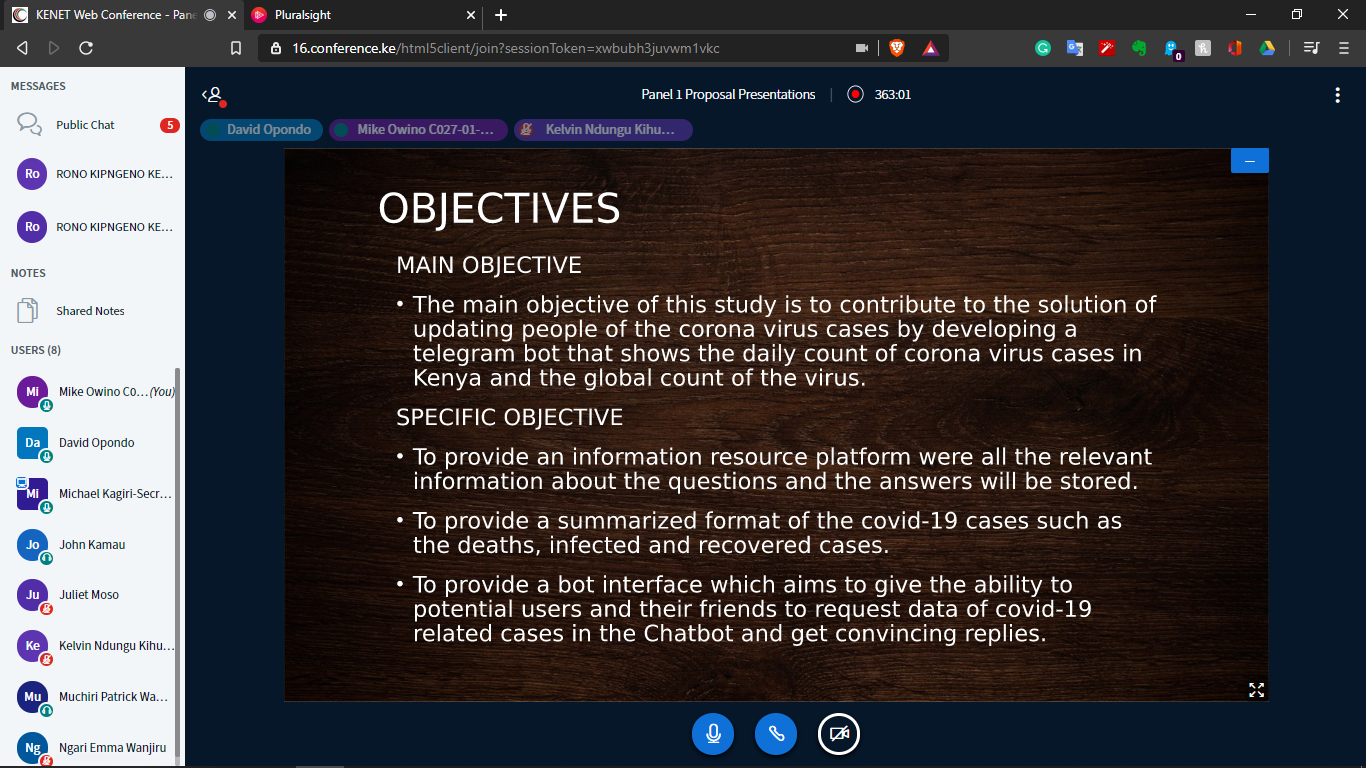 KENET Web Conference - Pane
Pluralsight
16.conference.ke/html5client/join?sessionToken=xwbubh3juvwm1vkc
0
MESSAGES
Public Chat
5
Ro
RONO KIPNGENO KE...
Ro
RONO KIPNGENO KE...
NOTES
Shared Notes
USERS (8)
Mi
Mike Owino Co...(You)
Da
David Opondo
Mi
Michael Kagiri-Secr...
Jo
John Kamau
Ju
Juliet Moso
Ke
Kelvin Ndungu Kihu...
Mu
Muchiri Patrick Wa...
Ng
Ngari Emma Wanjiru
Panel 1 Proposal Presentations
363:01
David Opondo
Mike Owino C027-01-...
Kelvin Ndungu Kihu...
OBJECTIVES
MAIN OBJECTIVE
• The main objective of this study is to contribute to the solution of
updating people of the corona virus cases by developing a
telegram bot that shows the daily count of corona virus cases in
Kenya and the global count of the virus.
SPECIFIC OBJECTIVE
• To provide an information resource platform were all the relevant
information about the questions and the answers will be stored.
• To provide a summarized format of the covid-19 cases such as
the deaths, infected and recovered cases.
• To provide a bot interface which aims to give the ability to
potential users and their friends to request data of covid-19
related cases in the Chatbot and get convincing replies.